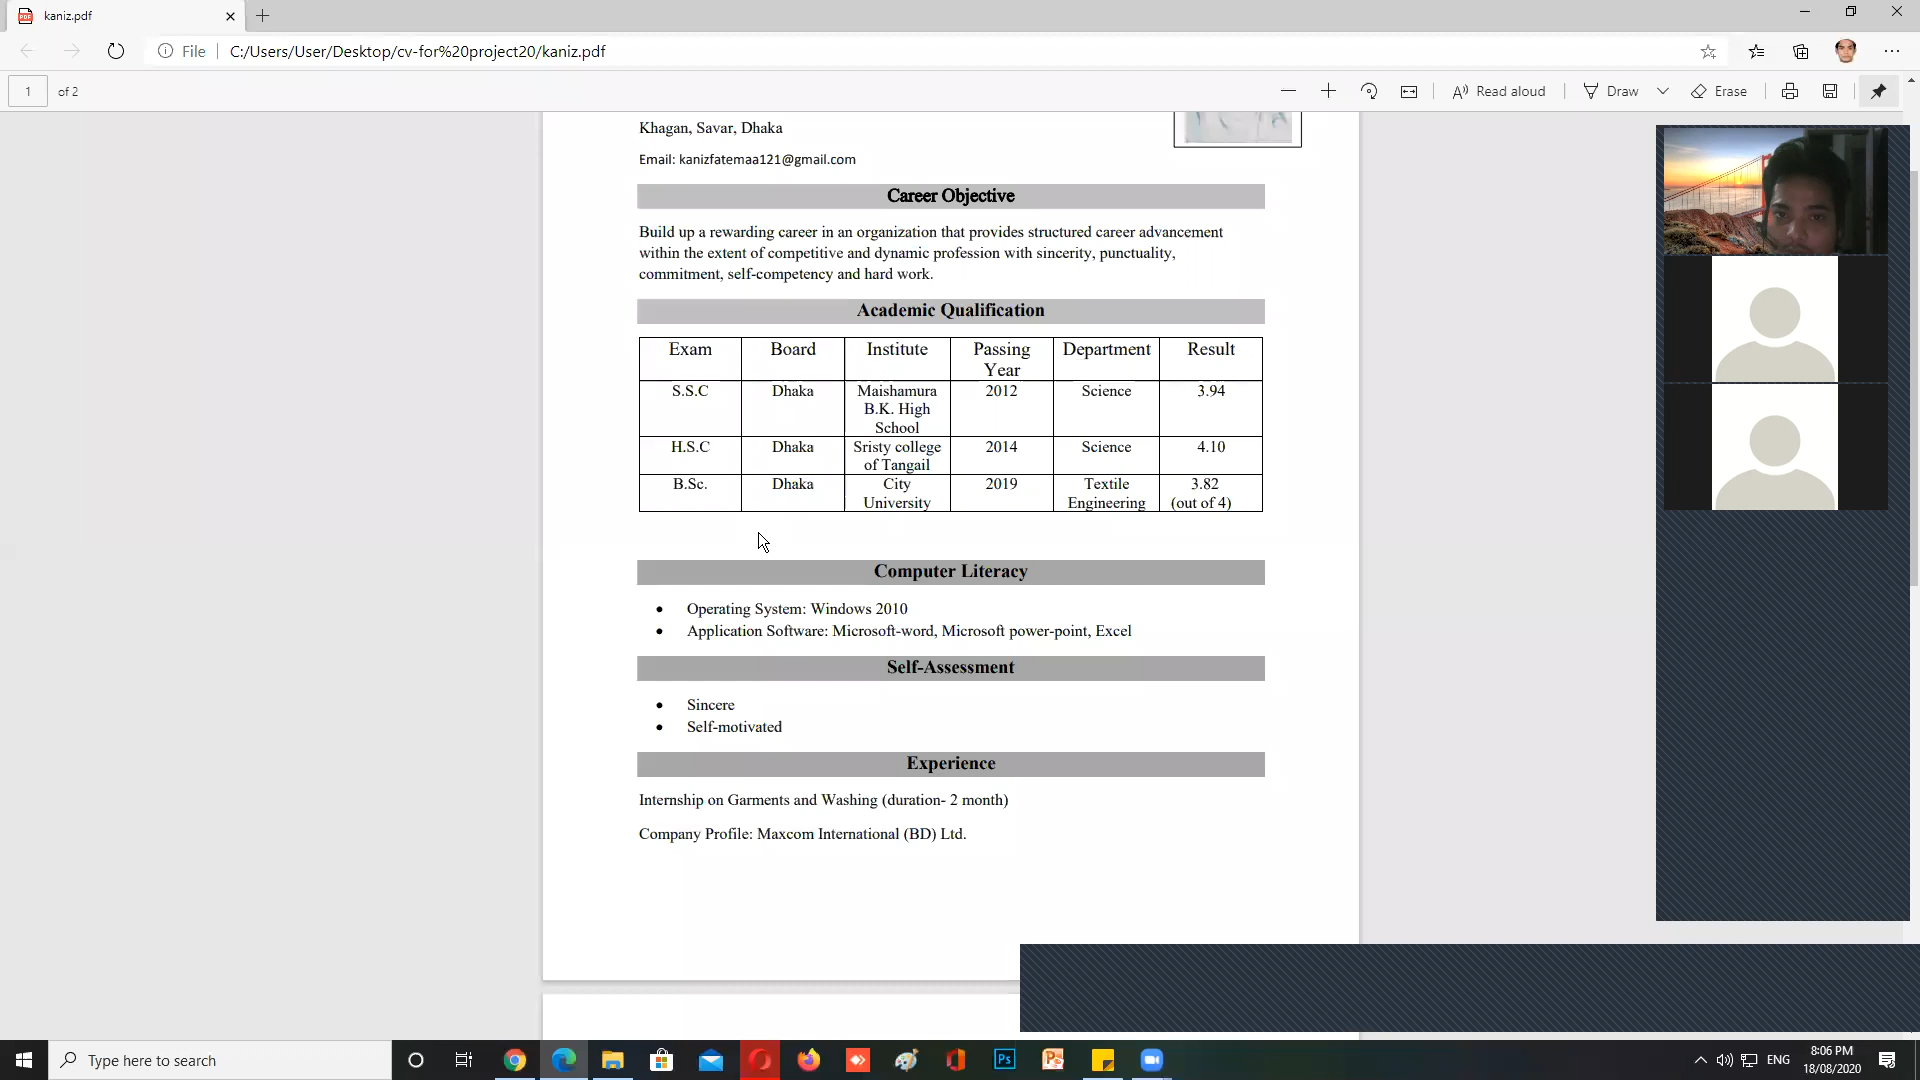 kaniz.pdf
File
C:/Users/User/Desktop/cv-for%20project20/kaniz.pdf
1 of 2
Read aloud
Draw
Erase
Khagan, Savar, Dhaka
Email: kanizfatemaa121@gmail.com
Career Objective
Build up a rewarding career in an organization that provides structured career advancement
within the extent of competitive and dynamic profession with sincerity, punctuality,
commitment, self-competency and hard work.
Academic Qualification
Exam Board Institute Passing Year Department Result
S.S.C Dhaka Maishamura B.K. High School 2012 Science 3.94
H.S.C Dhaka Sristy college of Tangail 2014 Science 4.10
B.Sc. Dhaka City University 2019 Textile Engineering 3.82 (out of 4)
Computer Literacy
• Operating System: Windows 2010
• Application Software: Microsoft-word, Microsoft power-point, Excel
Self-Assessment
• Sincere
• Self-motivated
Experience
Internship on Garments and Washing (duration- 2 month)
Company Profile: Maxcom International (BD) Ltd.
Type here to search
ENG
8:06 PM
18/08/2020